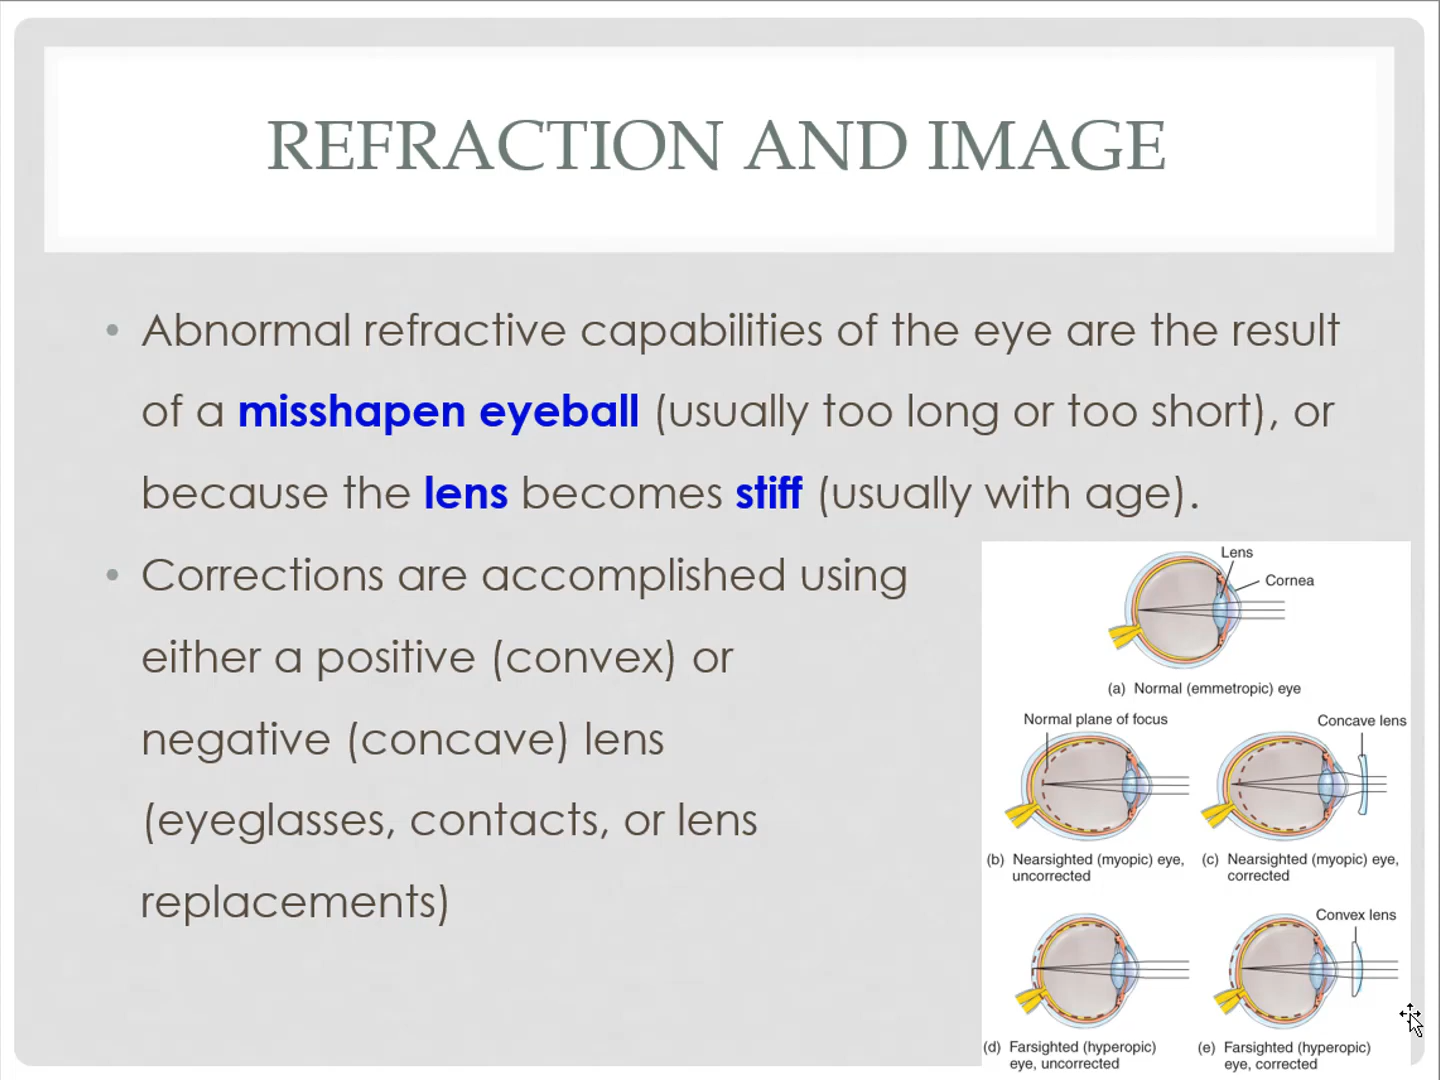 REFRACTION AND IMAGE
• Abnormal refractive capabilities of the eye are the result
of a misshapen eyeball (usually too long or too short), or
because the lens becomes stiff (usually with age).
• Corrections are accomplished using
either a positive (convex) or
negative (concave) lens
(eyeglasses, contacts, or lens
replacements)
Lens
Cornea
(a) Normal (emmetropic) eye
Normal plane of focus
Concave lens
(b) Nearsighted (myopic) eye,
uncorrected
(c) Nearsighted (myopic) eye,
corrected
Convex lens
(d) Farsighted (hyperopic)
eye, uncorrected
(e) Farsighted (hyperopic)
eye, corrected